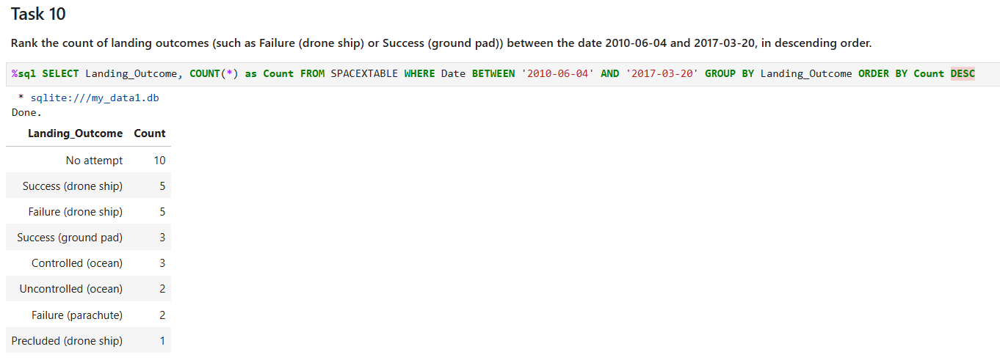 Task 10
Rank the count of landing outcomes (such as Failure (drone ship) or Success (ground pad)) between the date 2010-06-04 and 2017-03-20, in descending order.
%sql SELECT Landing_Outcome, COUNT(*) as Count FROM SPACEXTABLE WHERE Date BETWEEN '2010-06-04' AND '2017-03-20' GROUP BY Landing_Outcome ORDER BY Count DESC
* sqlite:///my_data1.db
Done.
Landing_Outcome Count
No attempt 10
Success (drone ship) 5
Failure (drone ship) 5
Success (ground pad) 3
Controlled (ocean) 3
Uncontrolled (ocean) 2
Failure (parachute) 2
Precluded (drone ship) 1